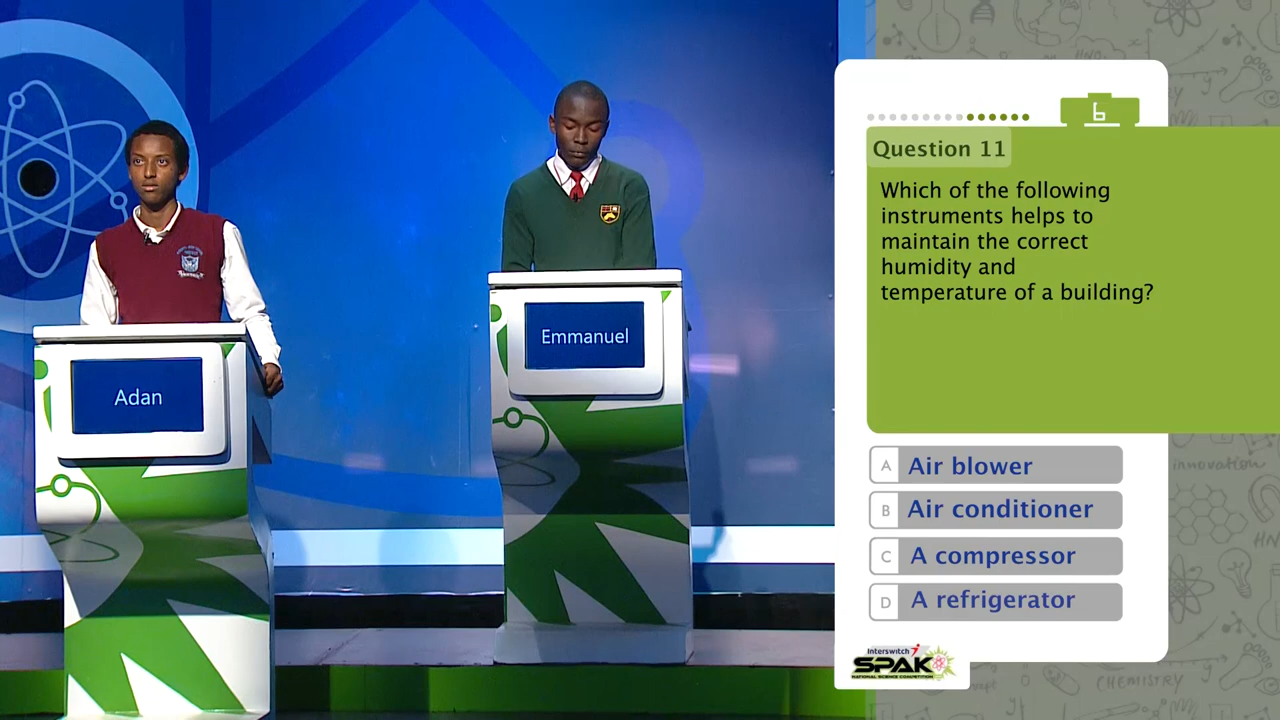 6
Question 11
Which of the following
instruments helps to
maintain the correct
humidity and
temperature of a building?
A Air blower
B Air conditioner
C A compressor
D A refrigerator
Adan
Emmanuel
Interswitch
SPAK
NATIONAL SCIENCE COMPETITION
innovation
CHEMISTRY